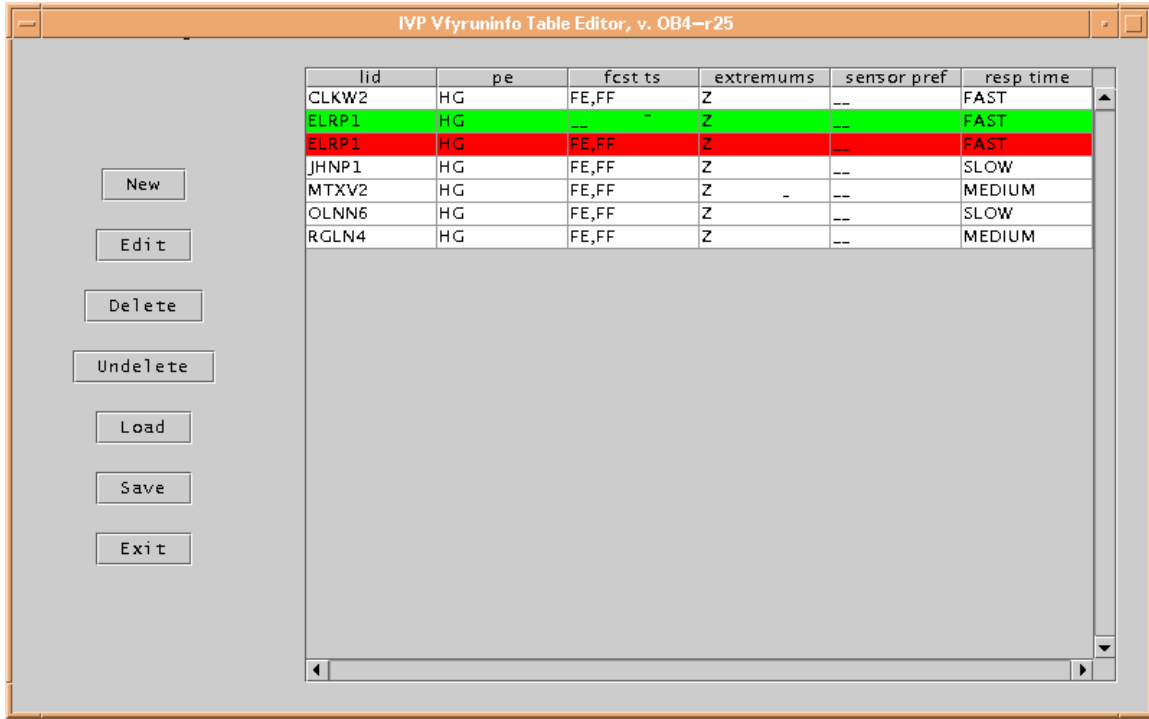 IVP Vfyruninfo Table Editor, v. OB4-r25
lid pe fcst ts extremums sensor pref resp time
CLKW2 HG FE,FF Z __ FAST
ELRP1 HG __ Z __ FAST
ELRP1 HG FE,FF Z __ FAST
JHNP1 HG FE,FF Z __ SLOW
MTXV2 HG FE,FF Z __ MEDIUM
OLNN6 HG FE,FF Z __ SLOW
RGLN4 HG FE,FF Z __ MEDIUM
New
Edit
Delete
Undelete
Load
Save
Exit